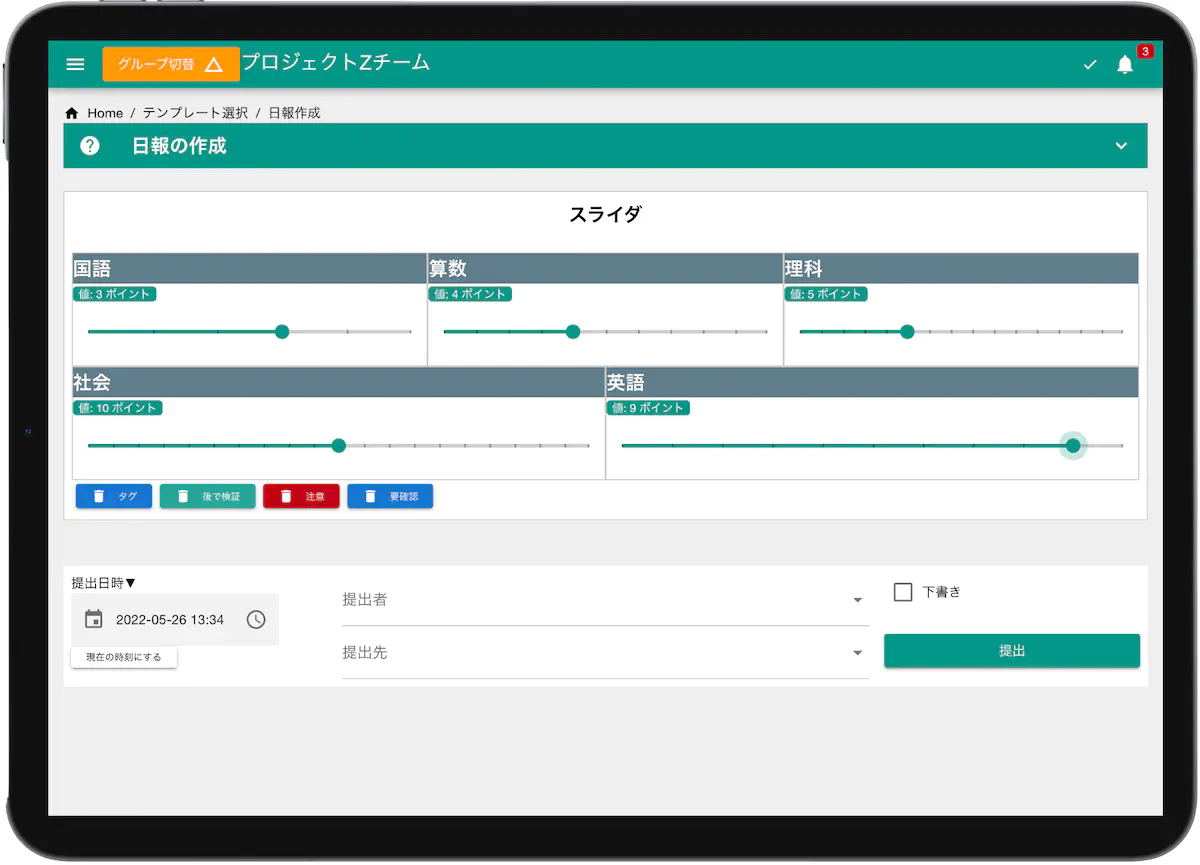 グループ切替 プロジェクトZチーム 3
Home / テンプレート選択 / 日報作成
? 日報の作成
スライダ
国語 算数 理科
値: 3 ポイント 値: 4 ポイント 値: 5 ポイント
社会 英語
値: 10 ポイント 値: 9 ポイント
タグ 後で検証 注意 要確認
提出日時▼
2022-05-26 13:34
現在の時刻にする
提出者
提出先
下書き
提出